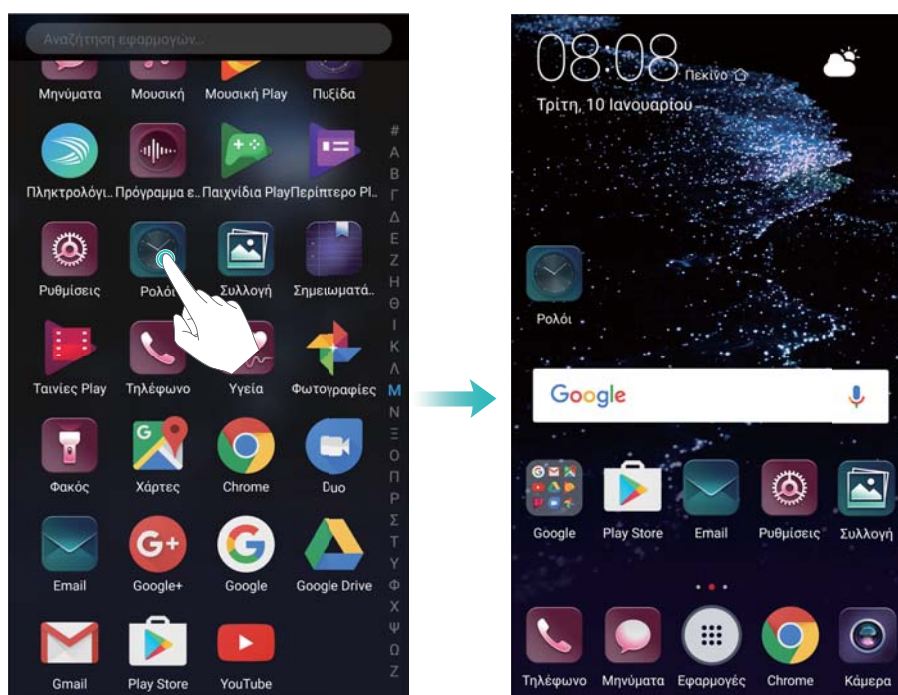 Αναζήτηση εφαρμογών...
Μηνύματα Μουσική Μουσική Play Πυξίδα
#
Α
Β
Γ
Πληκτρολόγι.. Πρόγραμμα ε.. Παιχνίδια Play Περίπτερο Pl..
Δ
Ε
Ζ
Η
Ρυθμίσεις Ρολόι Συλλογή Σημειωματά..
Θ
Ι
Κ
Λ
Ταινίες Play Τηλέφωνο Υγεία Φωτογραφίες
Μ
Ν
Ξ
Ο
Π
Φακός Χάρτες Chrome Duo
Ρ
Σ
Τ
Υ
Email Google+ Google Google Drive
Φ
Χ
Ψ
Ω
Z
Gmail Play Store YouTube
08:08 Πεκίνο
Τρίτη, 10 Ιανουαρίου
Ρολόι
Google
Google Play Store Email Ρυθμίσεις Συλλογή
Τηλέφωνο Μηνύματα Εφαρμογές Chrome Κάμερα